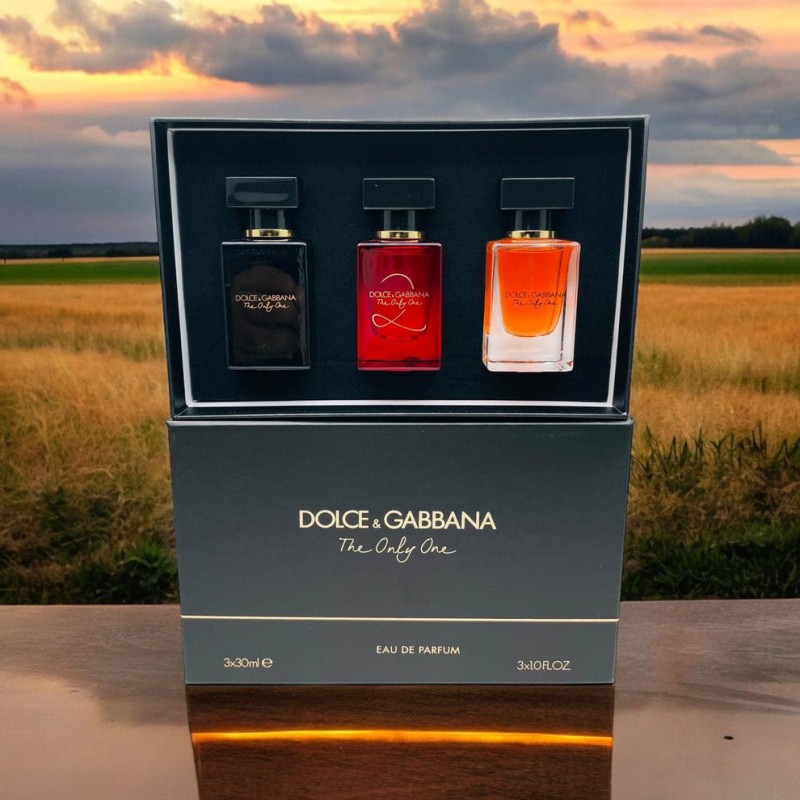 DOLCE & GABBANA
The Only One
DOLCE & GABBANA
The Only One
2
DOLCE & GABBANA
The Only One
DOLCE & GABBANA
The Only One
EAU DE PARFUM
3x30ml e
3x1.0FL.OZ.